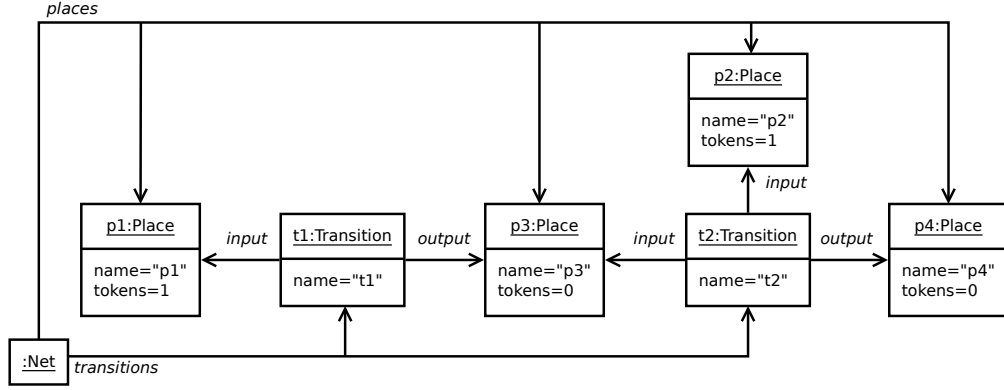 places
p2:Place
name="p2"
tokens=1
input
p1:Place
name="p1"
tokens=1
input
t1:Transition
name="t1"
output
p3:Place
name="p3"
tokens=0
input
t2:Transition
name="t2"
output
p4:Place
name="p4"
tokens=0
:Net
transitions